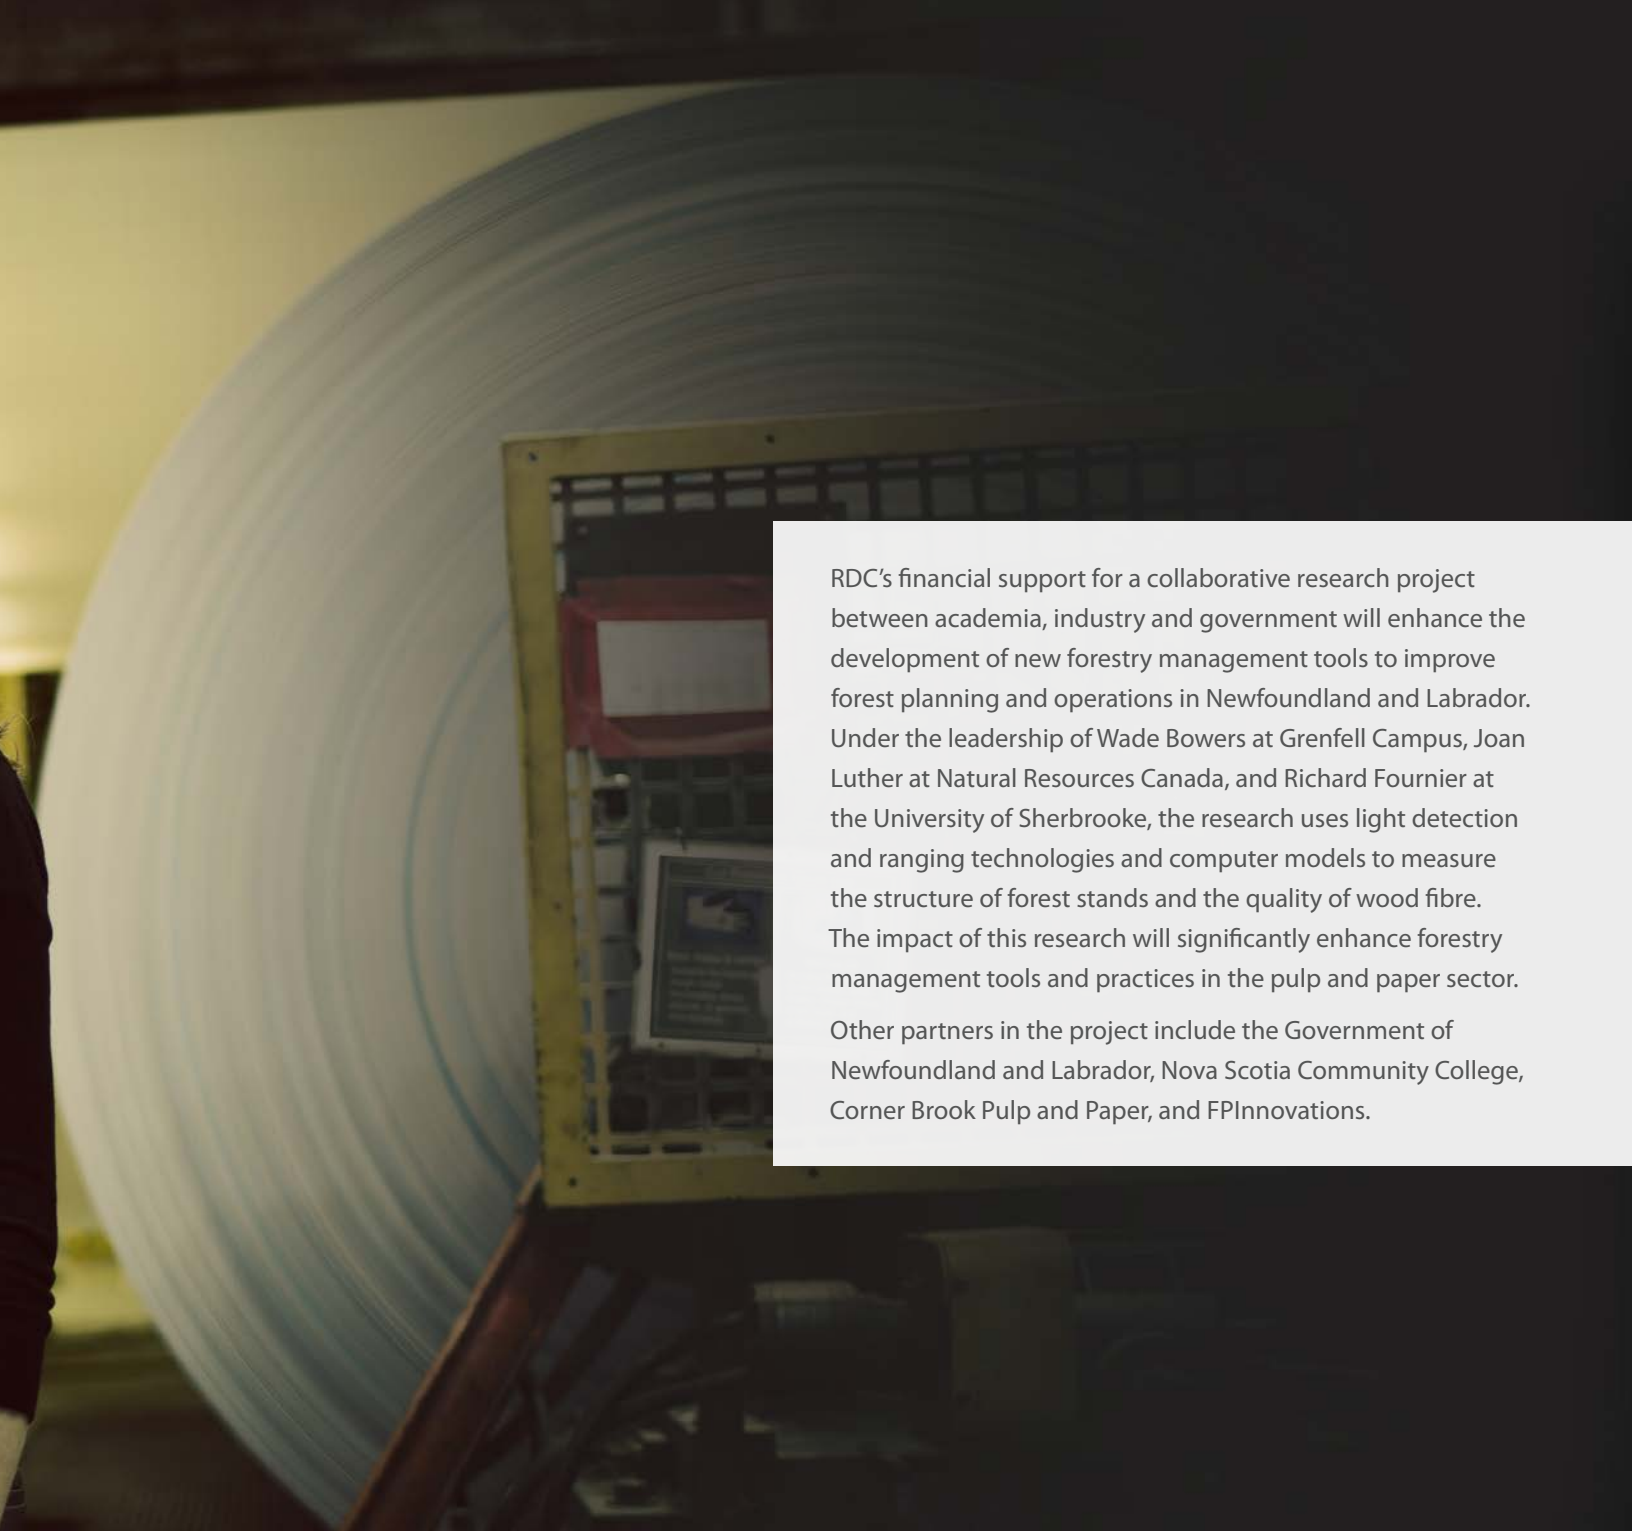 RDC’s financial support for a collaborative research project
between academia, industry and government will enhance the
development of new forestry management tools to improve
forest planning and operations in Newfoundland and Labrador.
Under the leadership of Wade Bowers at Grenfell Campus, Joan
Luther at Natural Resources Canada, and Richard Fournier at
the University of Sherbrooke, the research uses light detection
and ranging technologies and computer models to measure
the structure of forest stands and the quality of wood fibre.
The impact of this research will significantly enhance forestry
management tools and practices in the pulp and paper sector.
Other partners in the project include the Government of
Newfoundland and Labrador, Nova Scotia Community College,
Corner Brook Pulp and Paper, and FPInnovations.